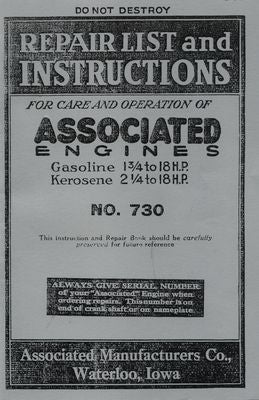 DO NOT DESTROY
REPAIR LIST and
INSTRUCTIONS
FOR CARE AND OPERATION OF
ASSOCIATED
ENGINES
Gasoline 1¾ to 18 H.P.
Kerosene 2¼ to 18 H.P.
NO. 730
This instruction and Repair Book should be carefully
preserved for future reference
ALWAYS GIVE SERIAL NUMBER
of your "Associated" Engine when
ordering repairs. This number is on
end of crank shaft or on nameplate.
Associated Manufacturers Co.,
Waterloo, Iowa